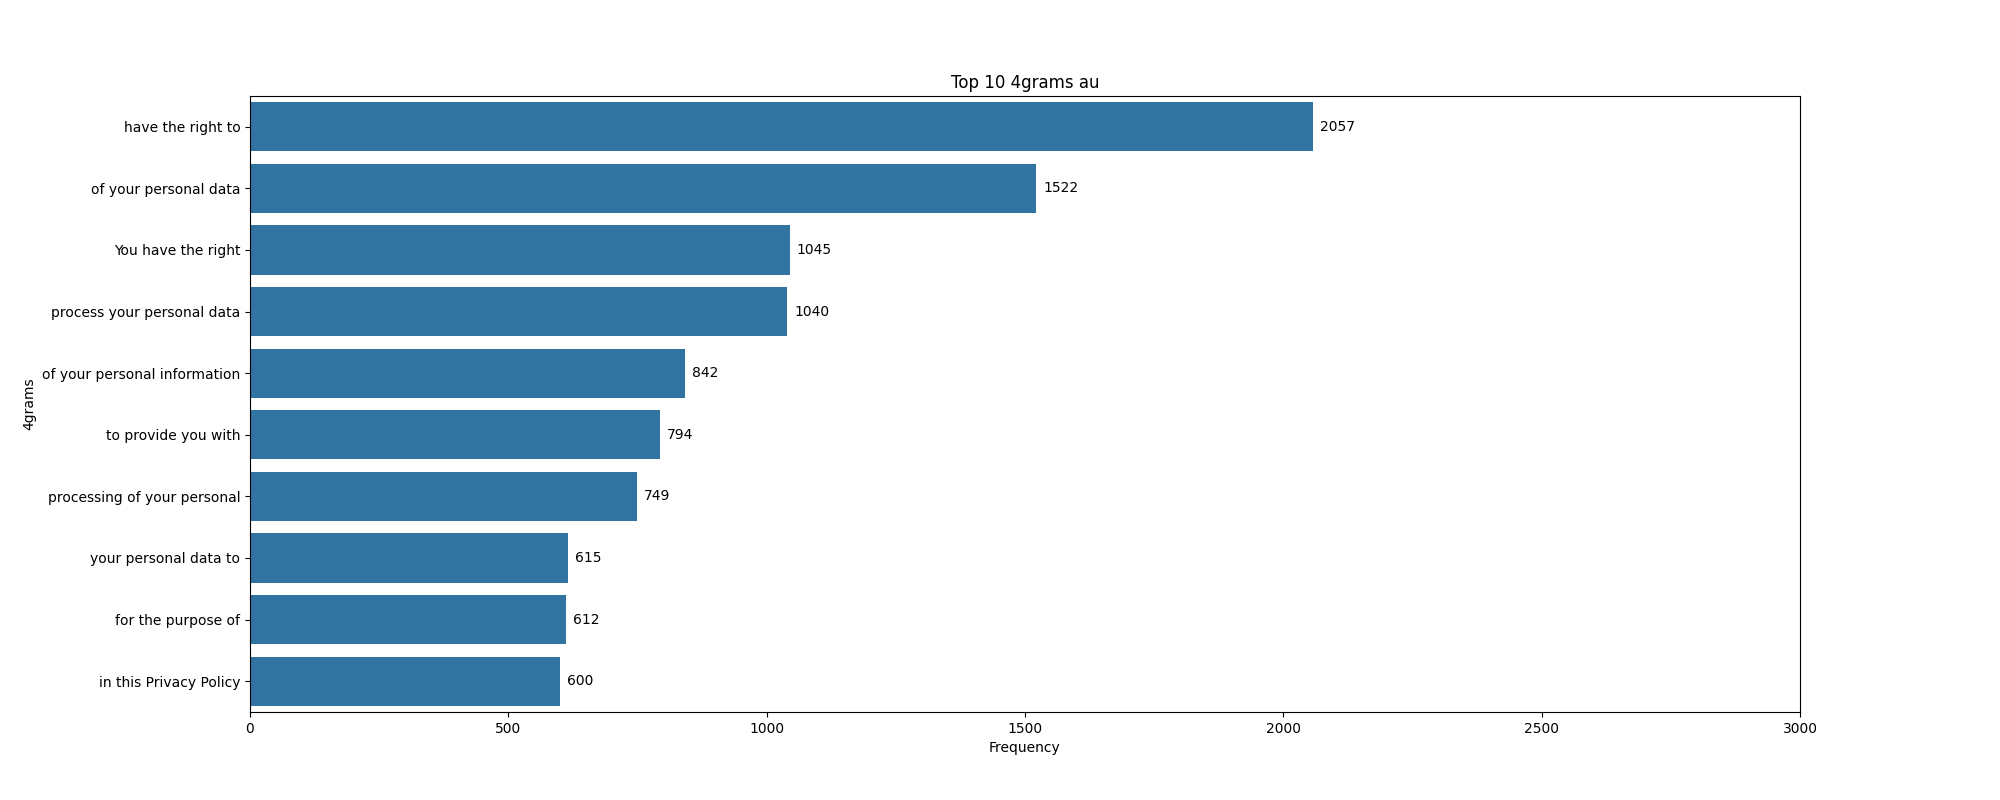 Top 10 4grams au
have the right to 2057
of your personal data 1522
You have the right 1045
process your personal data 1040
of your personal information 842
to provide you with 794
processing of your personal 749
your personal data to 615
for the purpose of 612
in this Privacy Policy 600
4grams
0 500 1000 1500 2000 2500 3000
Frequency